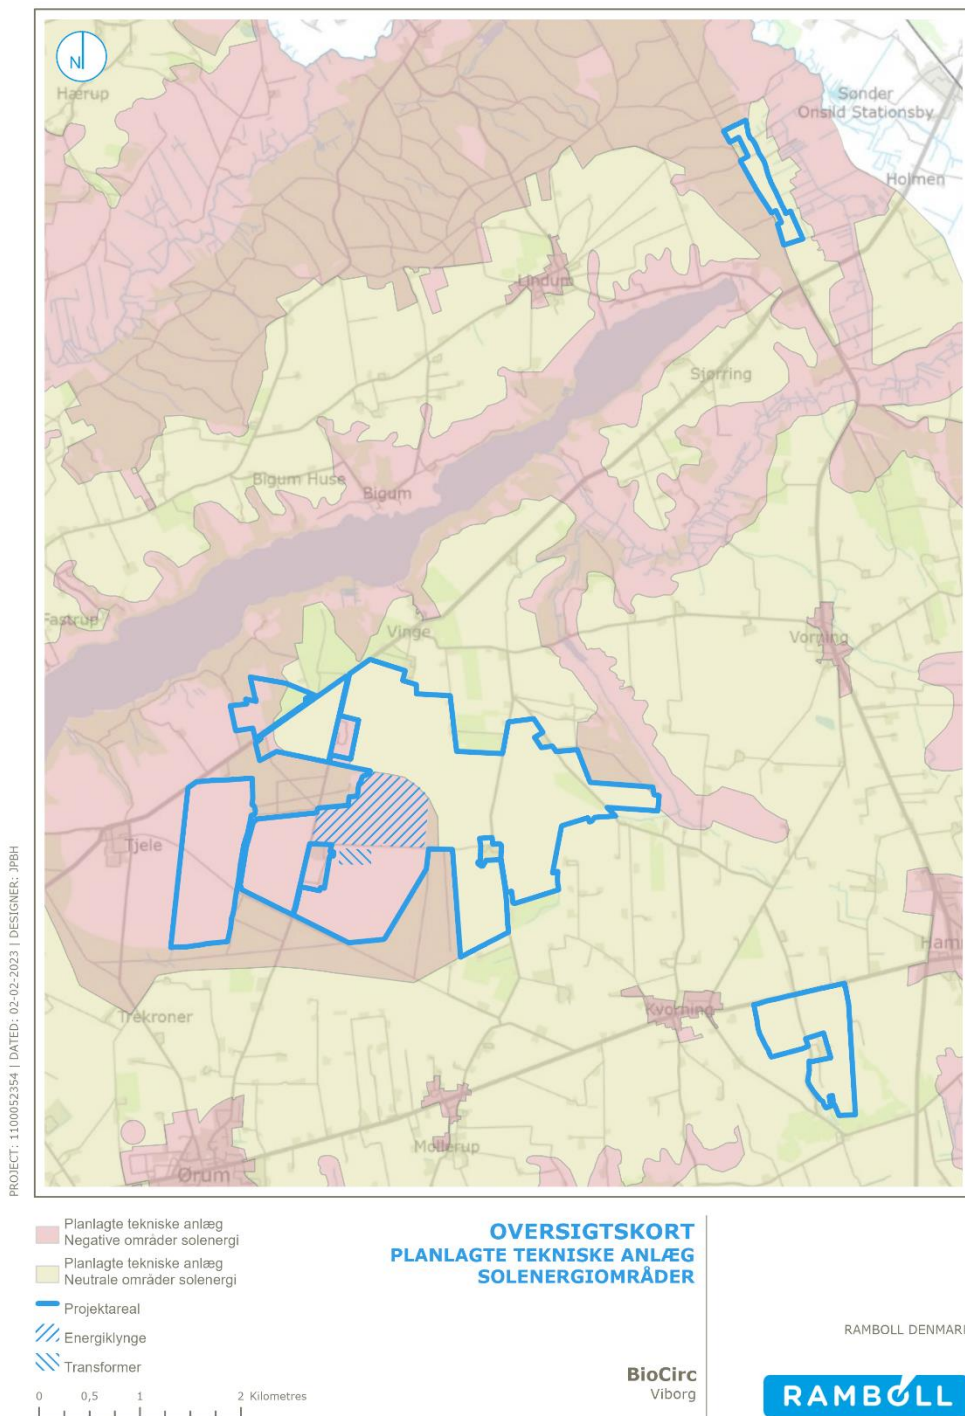 N
Hærup
Sønder
Onsild Stationsby
Holmen
Lindum
Sjørring
Bigum Huse
Bigum
Fastrup
Vinge
Vorning
Tjele
Hamm
Trekroner
Kvorning
Mollerup
Ørum
PROJECT: 1100052354 | DATED: 02-02-2023 | DESIGNER: JPBH
Planlagte tekniske anlæg
Negative områder solenergi
Planlagte tekniske anlæg
Neutrale områder solenergi
Projektareal
Energiklynge
Transformer
0 0,5 1 2 Kilometres
OVERSIGTSKORT
PLANLAGTE TEKNISKE ANLÆG
SOLENERGIOMRÅDER
BioCirc
Viborg
RAMBOLL DENMARK
RAMBOLL